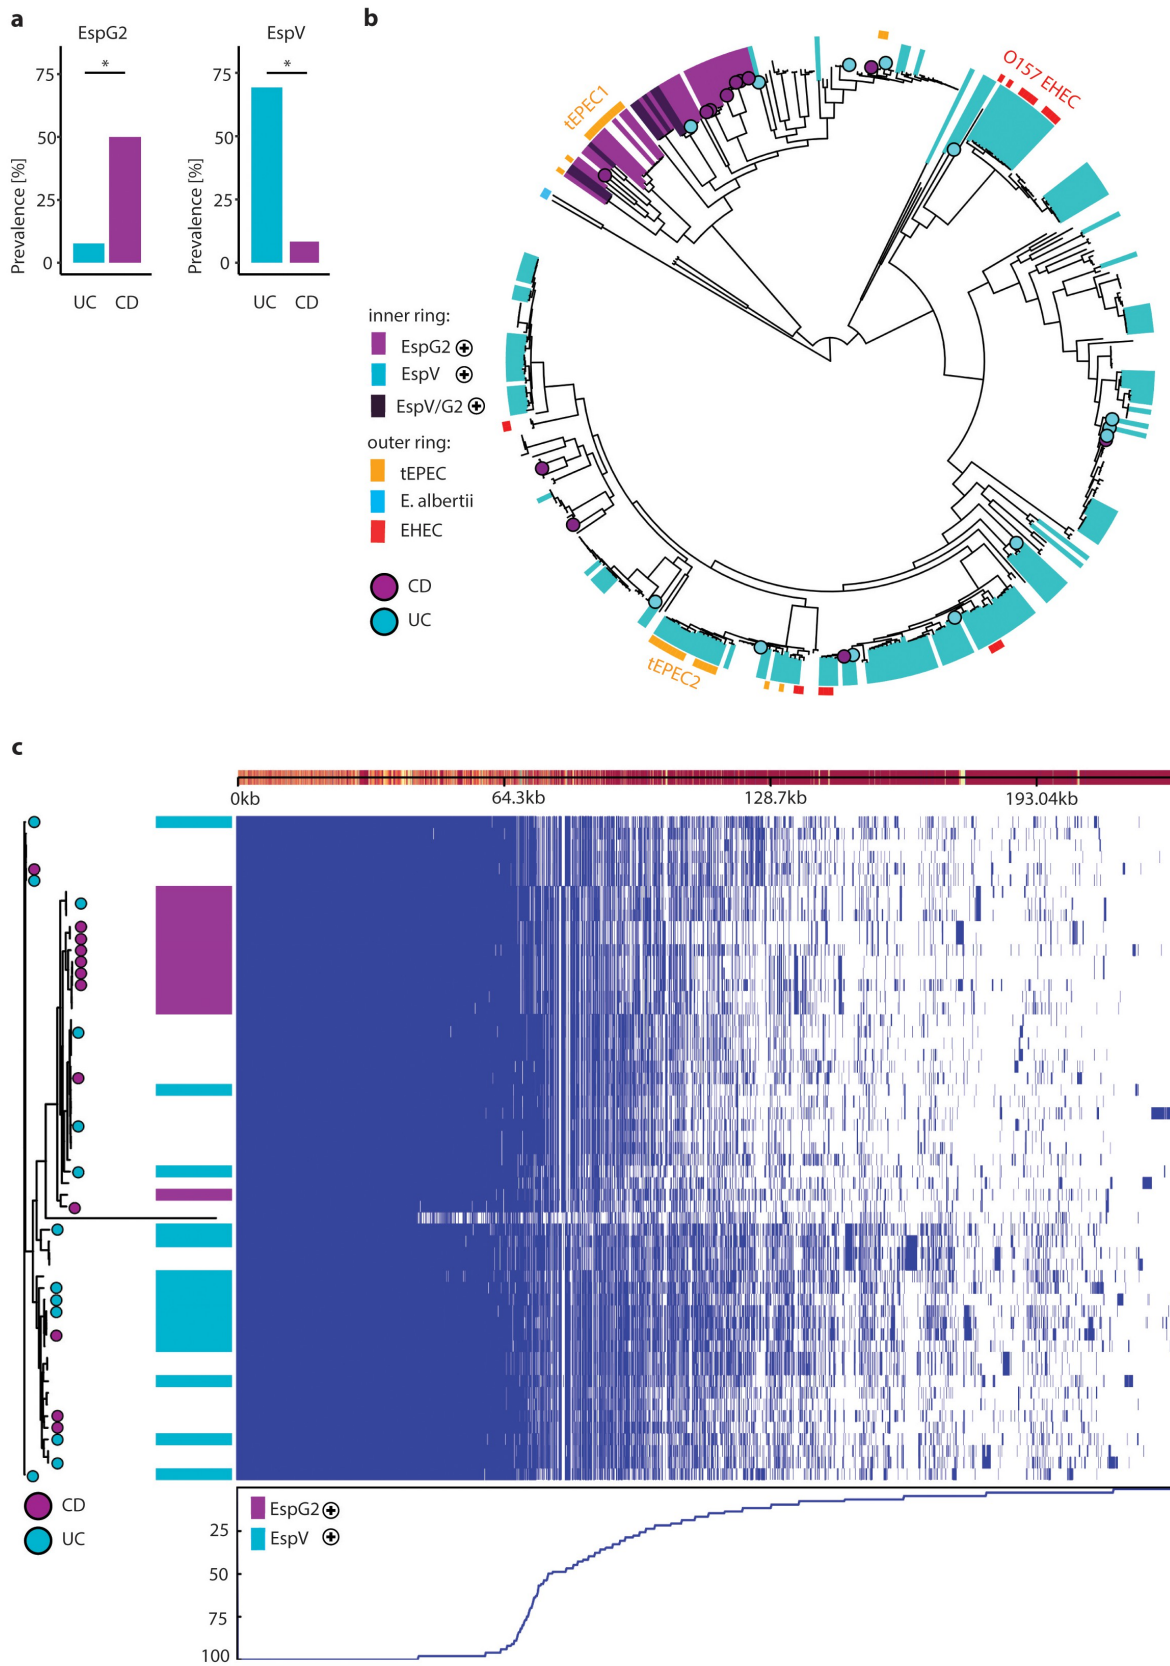 a
EspG2
EspV
*
*
75
50
25
0
Prevalence [%]
UC CD
75
50
25
0
Prevalence [%]
UC CD
b
tEPEC1
O157 EHEC
tEPEC2
inner ring:
EspG2 +
EspV +
EspV/G2 +
outer ring:
tEPEC
E. albertii
EHEC
CD
UC
c
0kb 64.3kb 128.7kb 193.04kb
CD
UC
EspG2 +
EspV +
25
50
75
100